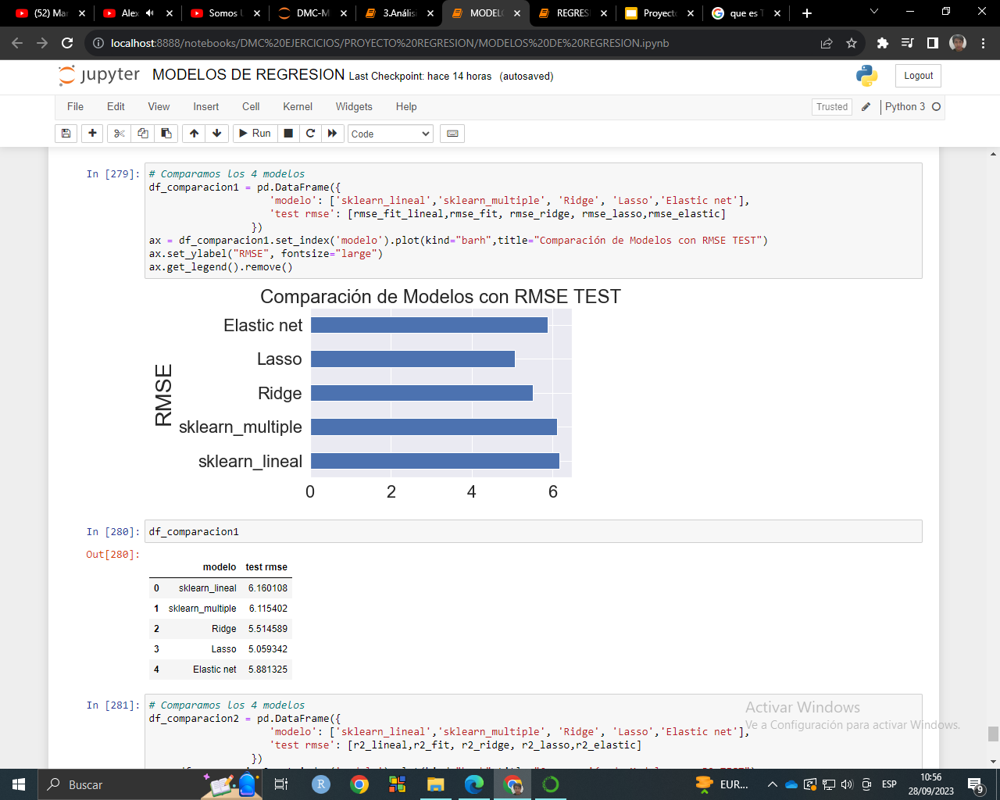 (52) Mar
Alex
Somos U
DMC-M
3.Anális
MODELO
REGRES
Proyecto
que es T
localhost:8888/notebooks/DMC%20EJERCICIOS/PROYECTO%20REGRESION/MODELOS%20DE%20REGRESION.ipynb
jupyter MODELOS DE REGRESION Last Checkpoint: hace 14 horas (autosaved)
Logout
File Edit View Insert Cell Kernel Widgets Help
Trusted Python 3
Run Code
In [279]: # Comparamos los 4 modelos
df_comparacion1 = pd.DataFrame({
'modelo': ['sklearn_lineal','sklearn_multiple', 'Ridge', 'Lasso','Elastic net'],
'test rmse': [rmse_fit_lineal,rmse_fit, rmse_ridge, rmse_lasso,rmse_elastic]
})
ax = df_comparacion1.set_index('modelo').plot(kind="barh",title="Comparación de Modelos con RMSE TEST")
ax.set_ylabel("RMSE", fontsize="large")
ax.get_legend().remove()
Comparación de Modelos con RMSE TEST
RMSE
Elastic net
Lasso
Ridge
sklearn_multiple
sklearn_lineal
0 2 4 6
In [280]: df_comparacion1
Out[280]:
modelo test rmse
0 sklearn_lineal 6.160108
1 sklearn_multiple 6.115402
2 Ridge 5.514589
3 Lasso 5.059342
4 Elastic net 5.881325
In [281]: # Comparamos los 4 modelos
df_comparacion2 = pd.DataFrame({
'modelo': ['sklearn_lineal','sklearn_multiple', 'Ridge', 'Lasso','Elastic net'],
'test rmse': [r2_lineal,r2_fit, r2_ridge, r2_lasso,r2_elastic]
})
Activar Windows
Ve a Configuración para activar Windows.
Buscar
EUR...
ESP
10:56
28/09/2023
9